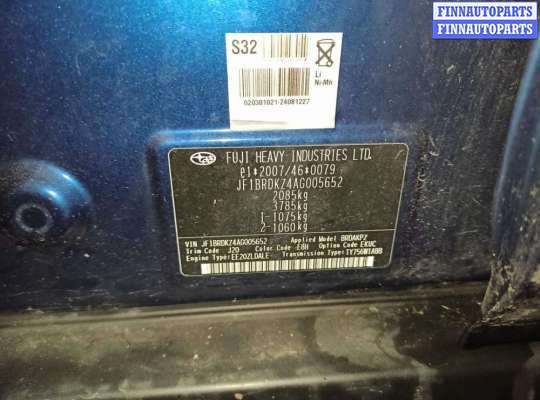 FINNAUTOPARTS
FINNAUTOPARTS
S32
Li
Ni-Mh
020301021-24081227
FUJI HEAVY INDUSTRIES LTD.
e1*2007/46*0079
JF1BRDKZ4AG005652
2085kg
3785kg
1-1075kg
2-1060kg
VIN JF1BRDKZ4AG005652 Applied Model BRDAKPZ
Trim Code J20 Color Code E8H Option Code EKUC
Engine Type EE20ZLDALE Transmission Type TY756W1ABB